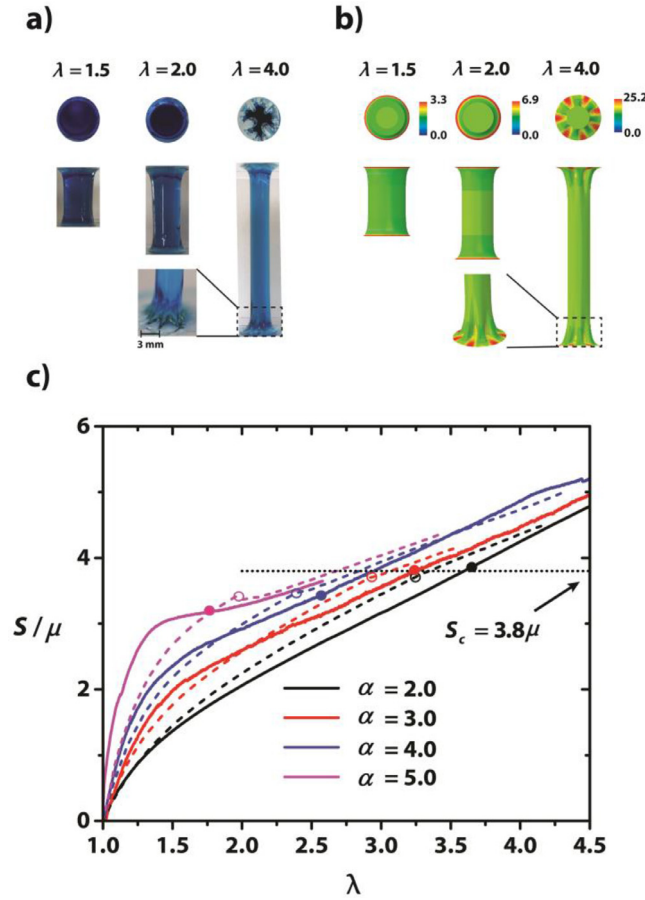 a)
b)
λ = 1.5
λ = 2.0
λ = 4.0
λ = 1.5
λ = 2.0
λ = 4.0
3.3
0.0
6.9
0.0
25.2
0.0
3 mm
c)
6
4
2
0
S / μ
S_c = 3.8μ
α = 2.0
α = 3.0
α = 4.0
α = 5.0
1.0 1.5 2.0 2.5 3.0 3.5 4.0 4.5
λ